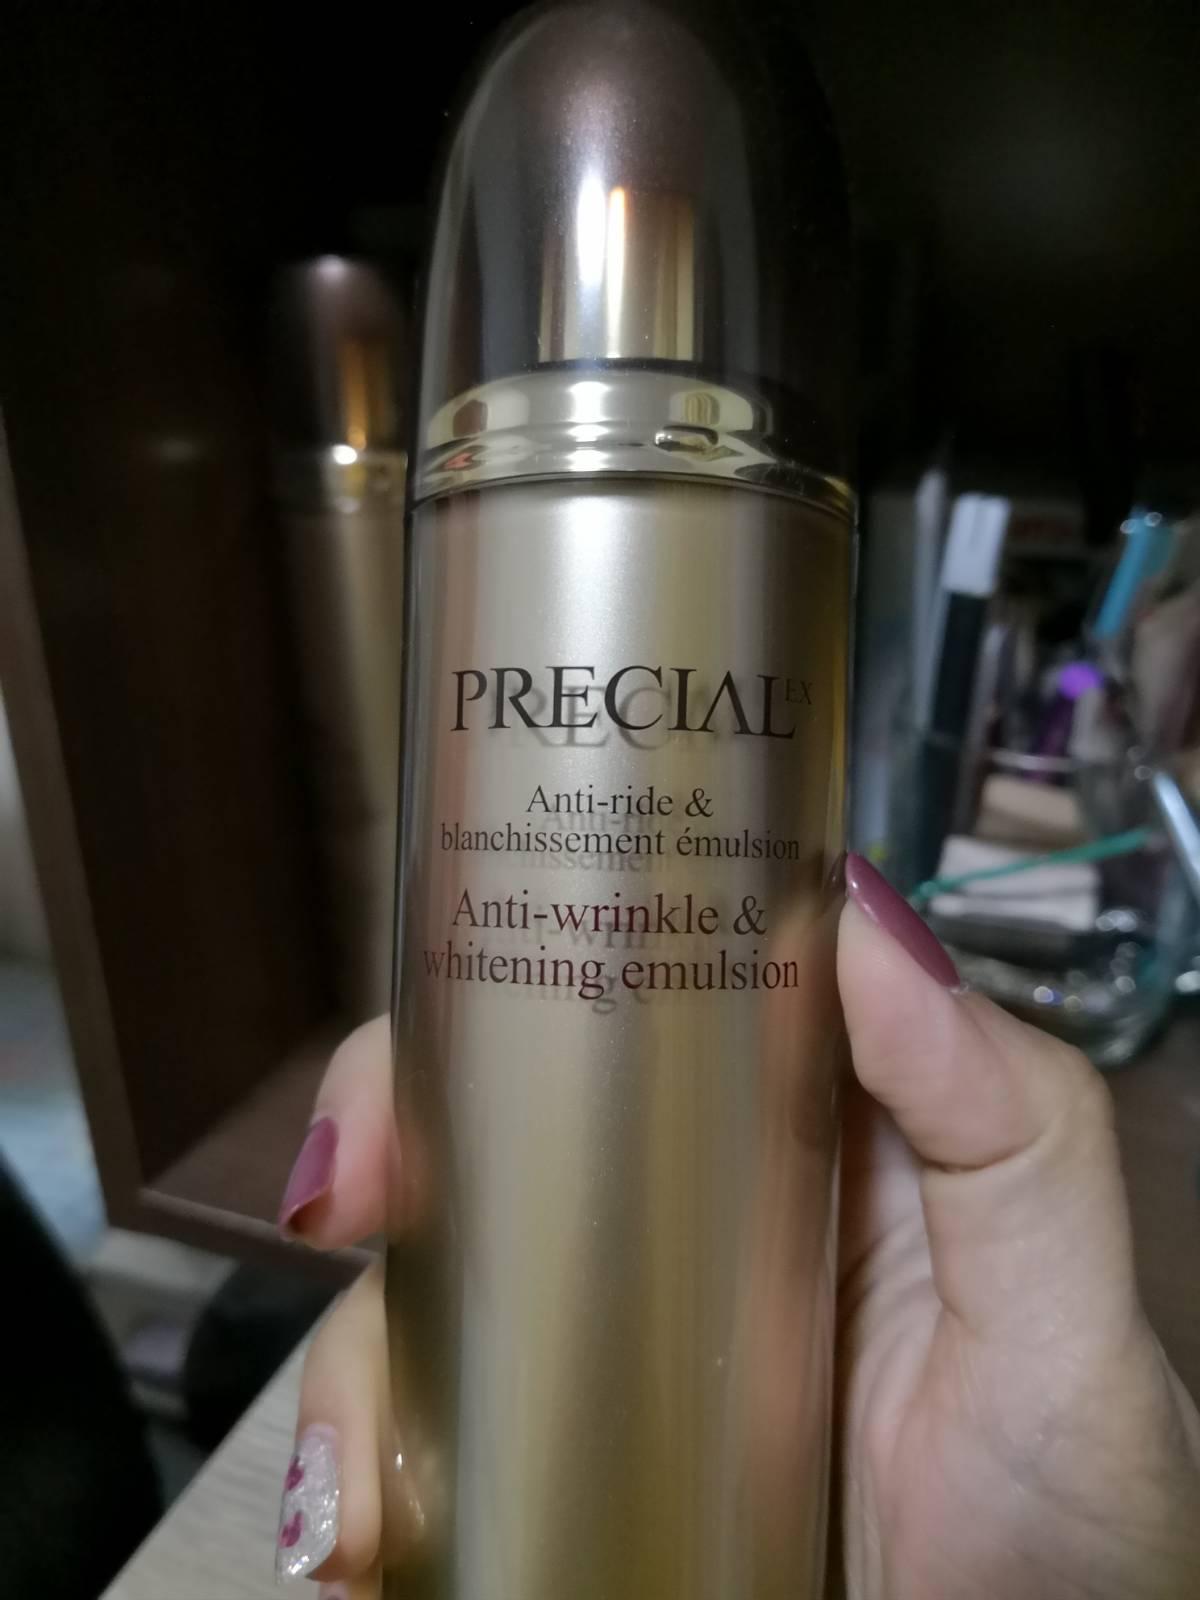 PRECIAL EX
Anti-ride &
blanchissement émulsion
Anti-wrinkle &
whitening emulsion